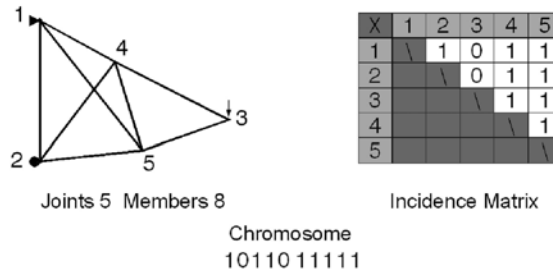 1
4
3
2
5
Joints 5 Members 8
X 1 2 3 4 5
1 \ 1 0 1 1
2 \ 0 1 1
3 \ 1 1
4 \ 1
5 \
Incidence Matrix
Chromosome
10110 11111